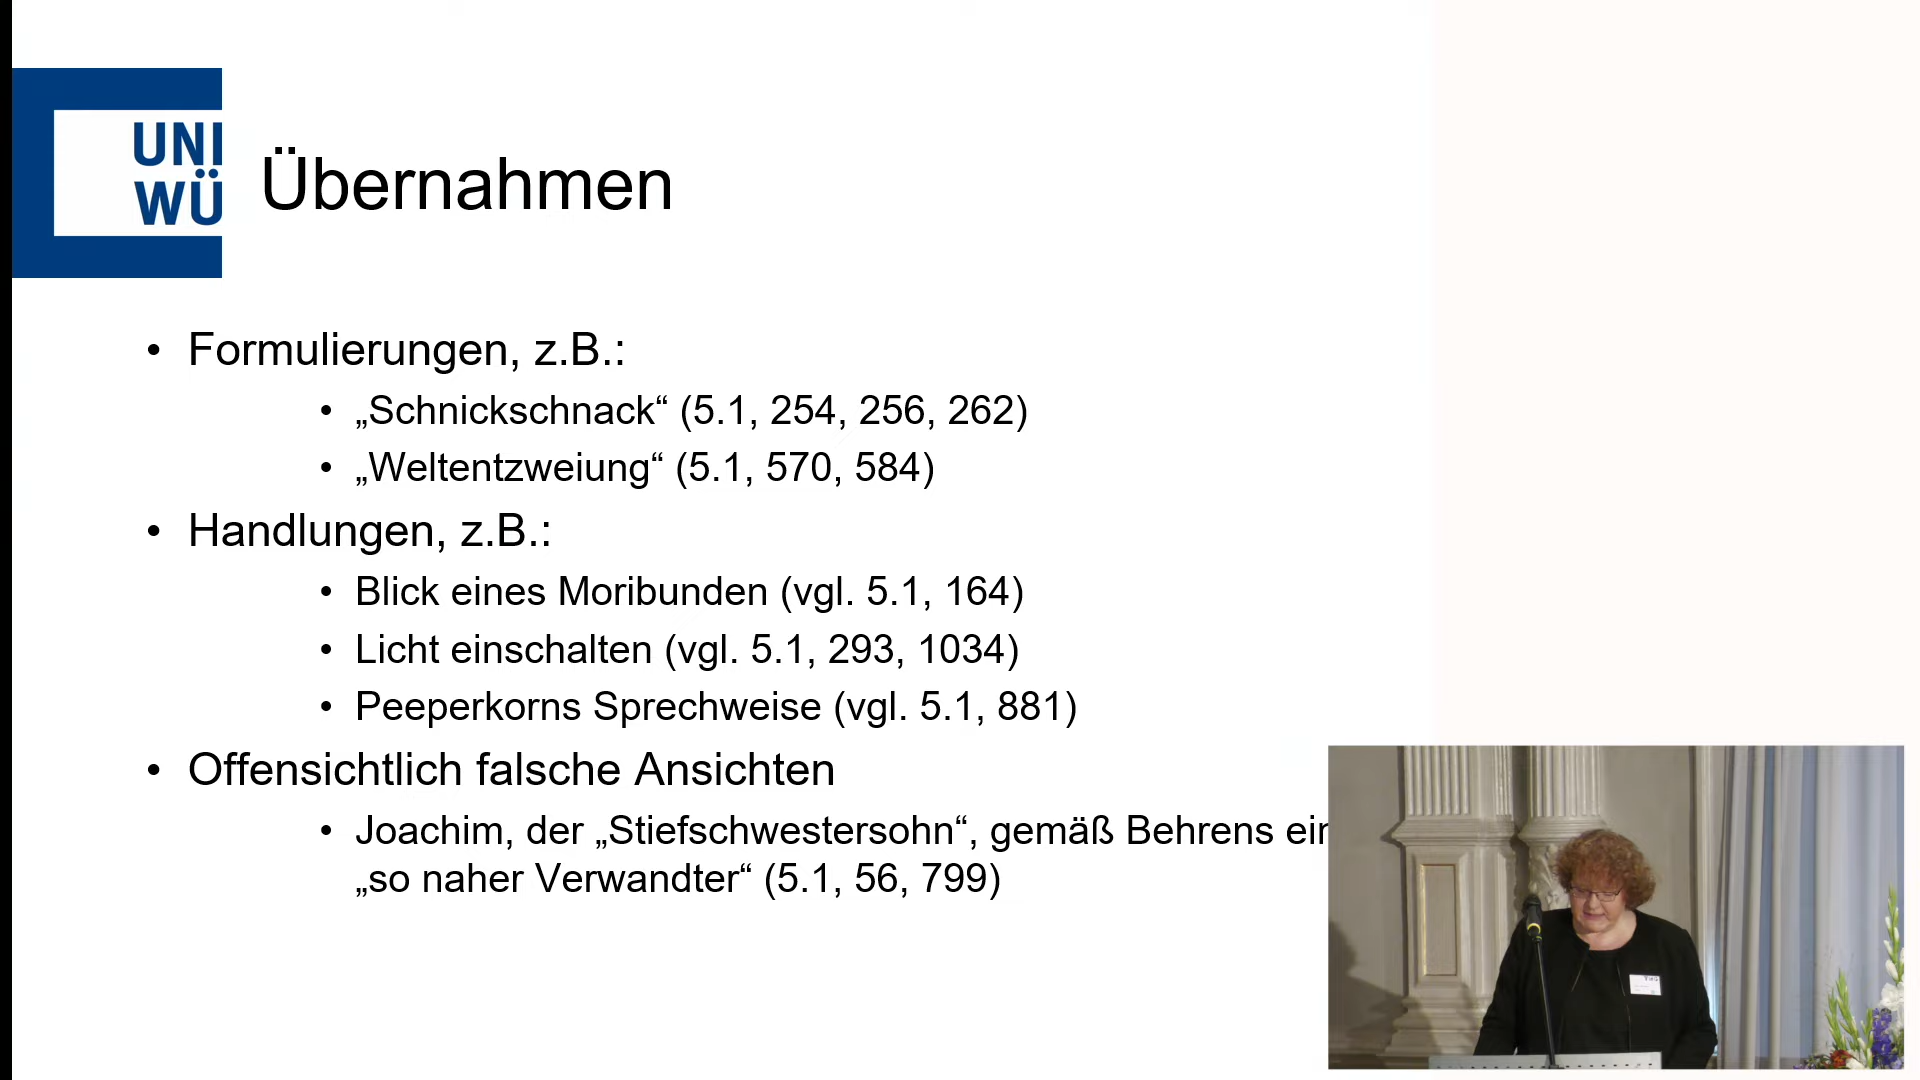 UNI
WÜ
Übernahmen
• Formulierungen, z.B.:
• „Schnickschnack“ (5.1, 254, 256, 262)
• „Weltentzweiung“ (5.1, 570, 584)
• Handlungen, z.B.:
• Blick eines Moribunden (vgl. 5.1, 164)
• Licht einschalten (vgl. 5.1, 293, 1034)
• Peeperkorns Sprechweise (vgl. 5.1, 881)
• Offensichtlich falsche Ansichten
• Joachim, der „Stiefschwestersohn“, gemäß Behrens ein
„so naher Verwandter“ (5.1, 56, 799)